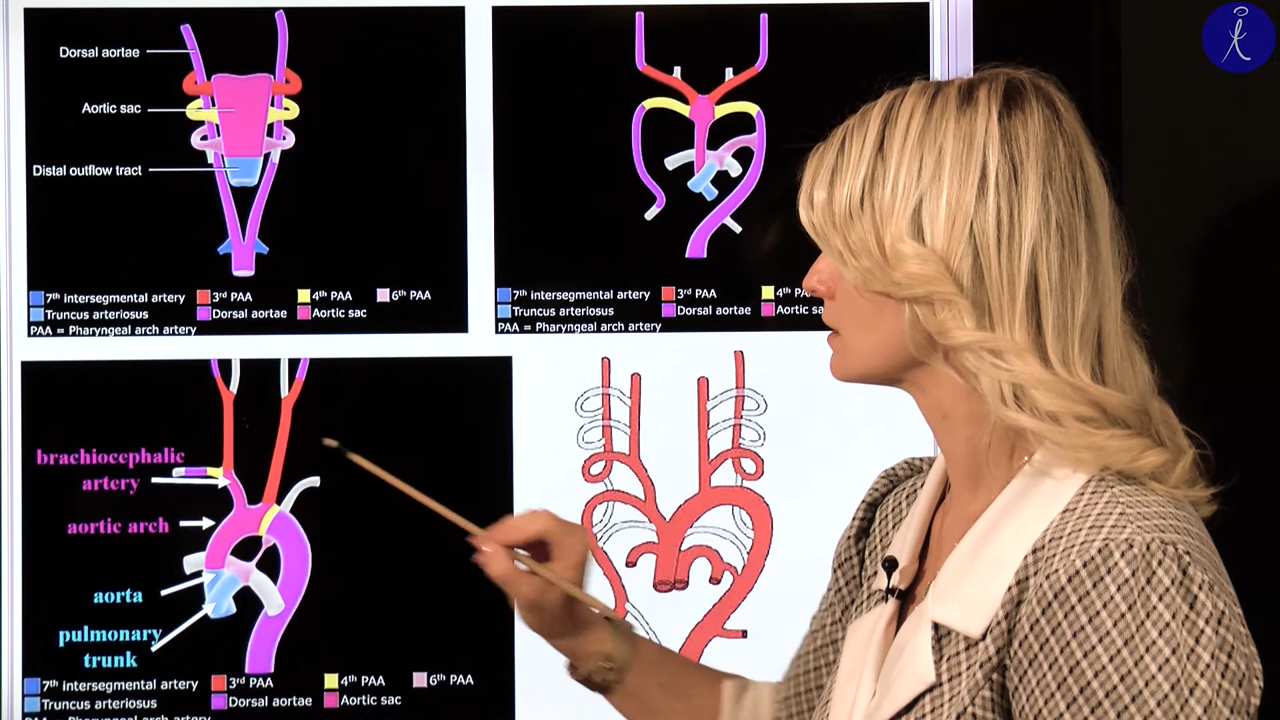 Dorsal aortae
Aortic sac
Distal outflow tract
7th intersegmental artery
3rd PAA
4th PAA
6th PAA
Truncus arteriosus
Dorsal aortae
Aortic sac
PAA = Pharyngeal arch artery
7th intersegmental artery
3rd PAA
4th
Truncus arteriosus
Dorsal aortae
Aortic
PAA = Pharyngeal arch artery
brachiocephalic
artery
aortic arch
aorta
pulmonary
trunk
7th intersegmental artery
3rd PAA
4th PAA
6th PAA
Truncus arteriosus
Dorsal aortae
Aortic sac